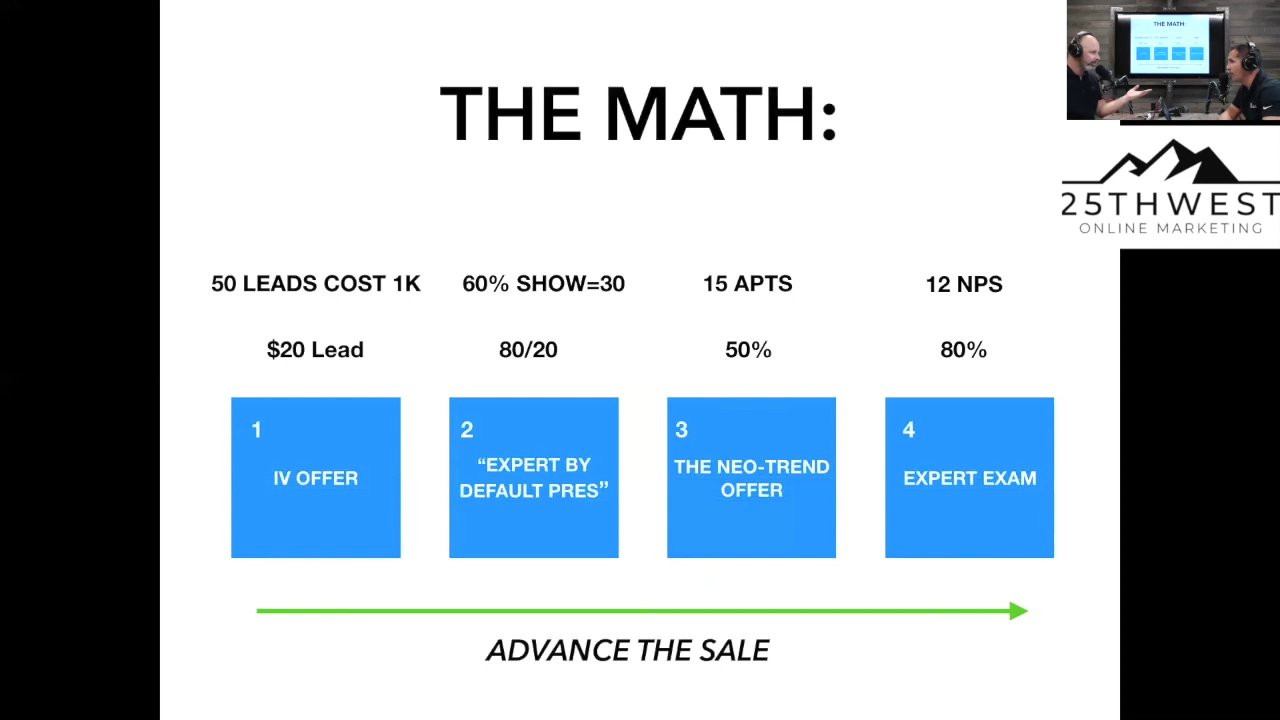 THE MATH:
THE MATH:
25THWEST
ONLINE MARKETING
50 LEADS COST 1K
60% SHOW=30
15 APTS
12 NPS
$20 Lead
80/20
50%
80%
1
IV OFFER
2
“EXPERT BY
DEFAULT PRES”
3
THE NEO-TREND
OFFER
4
EXPERT EXAM
ADVANCE THE SALE